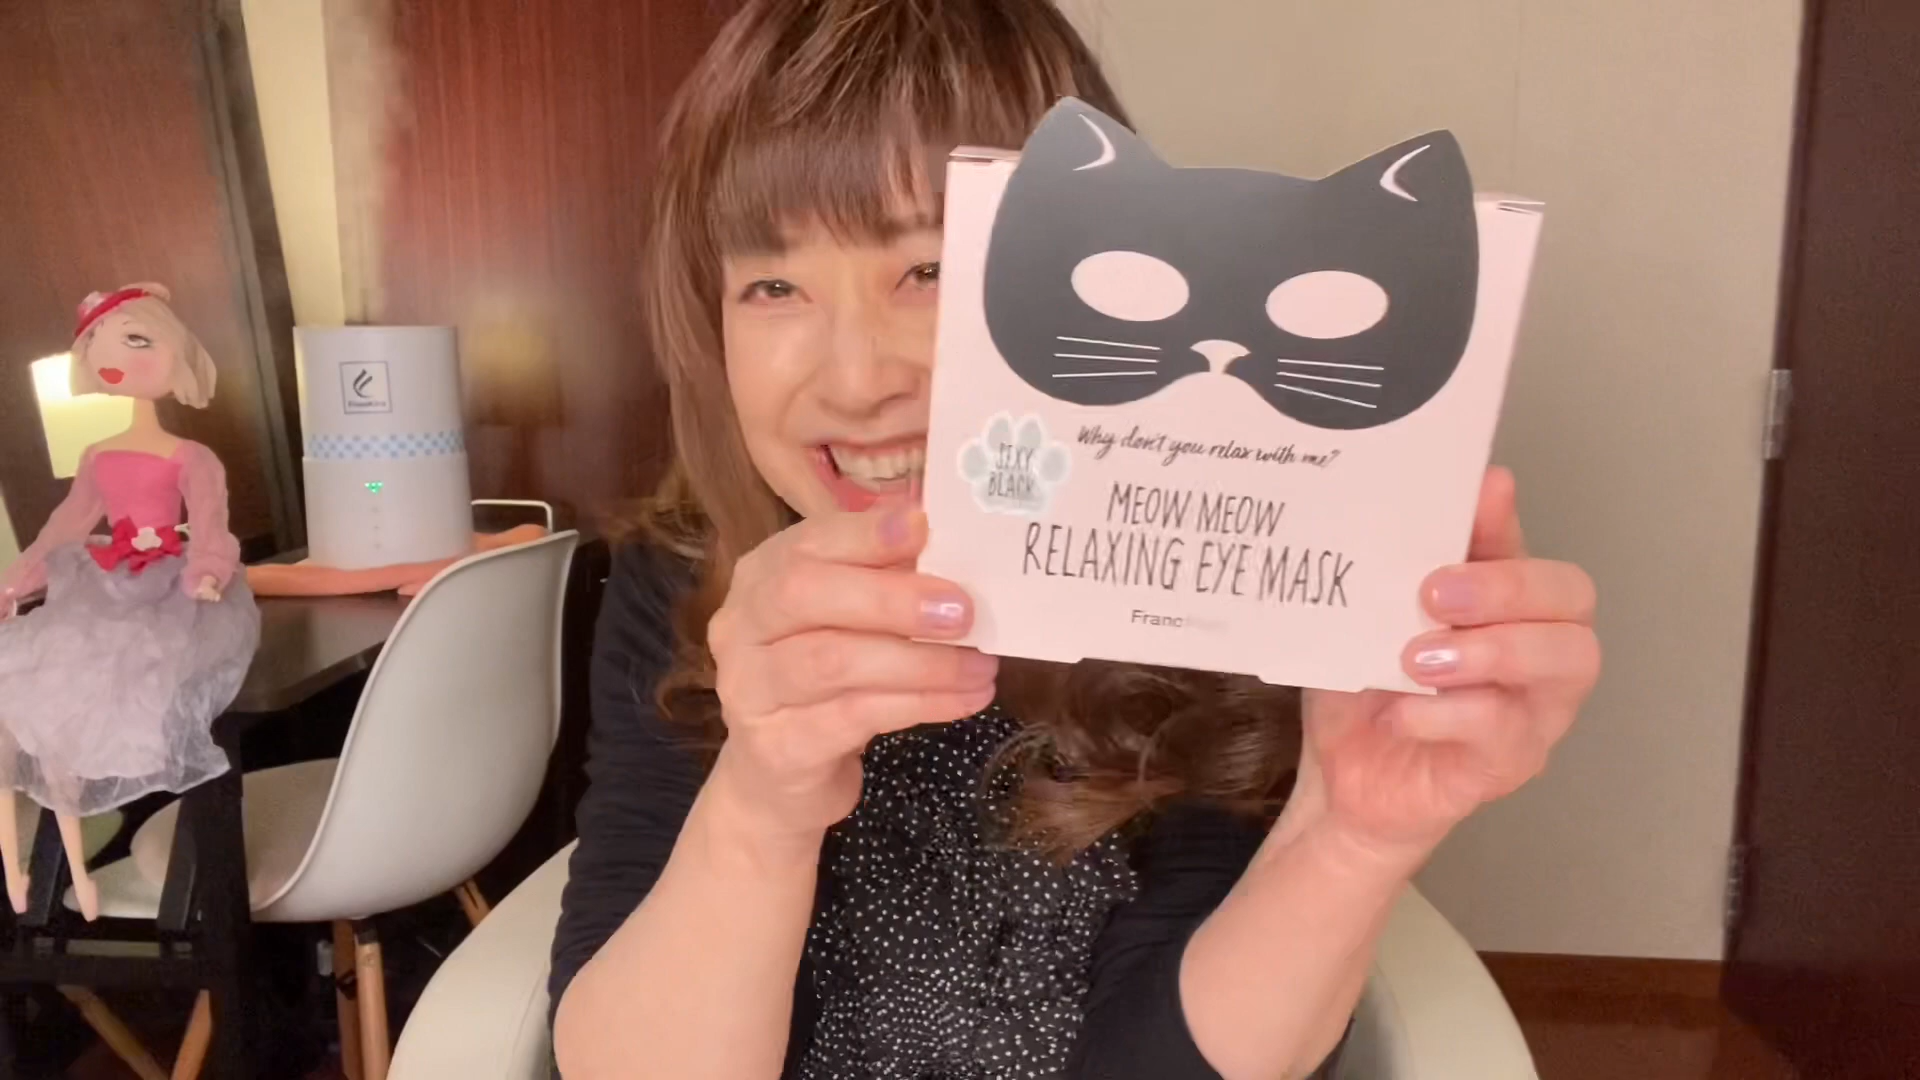 Why don't you relax with me?
SEXY
BLACK
MEOW MEOW
RELAXING EYE MASK